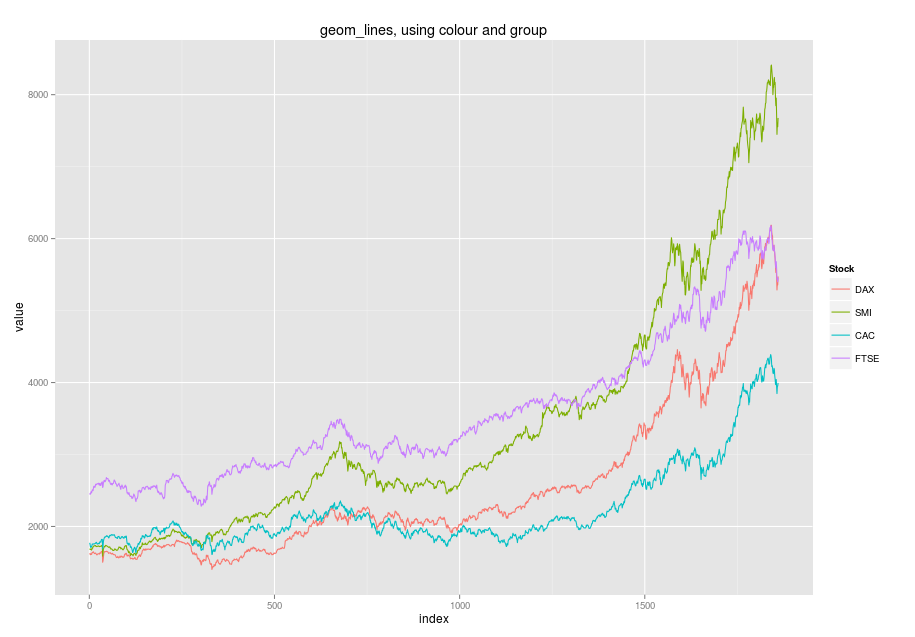 geom_lines, using colour and group
value
8000
6000
4000
2000
0
500
1000
1500
index
Stock
DAX
SMI
CAC
FTSE